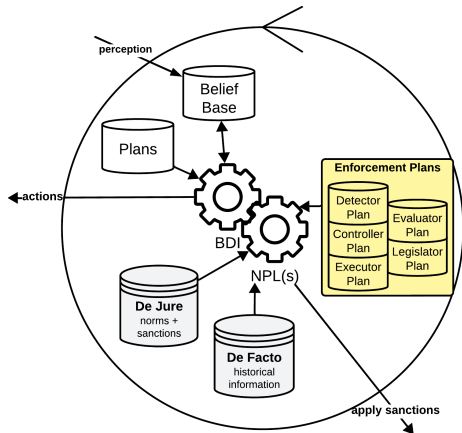 perception
Belief
Base
Plans
Enforcement Plans
Detector
Plan
Controller
Plan
Executor
Plan
Evaluator
Plan
Legislator
Plan
actions
BDI
NPL(s)
De Jure
norms +
sanctions
De Facto
historical
information
apply sanctions